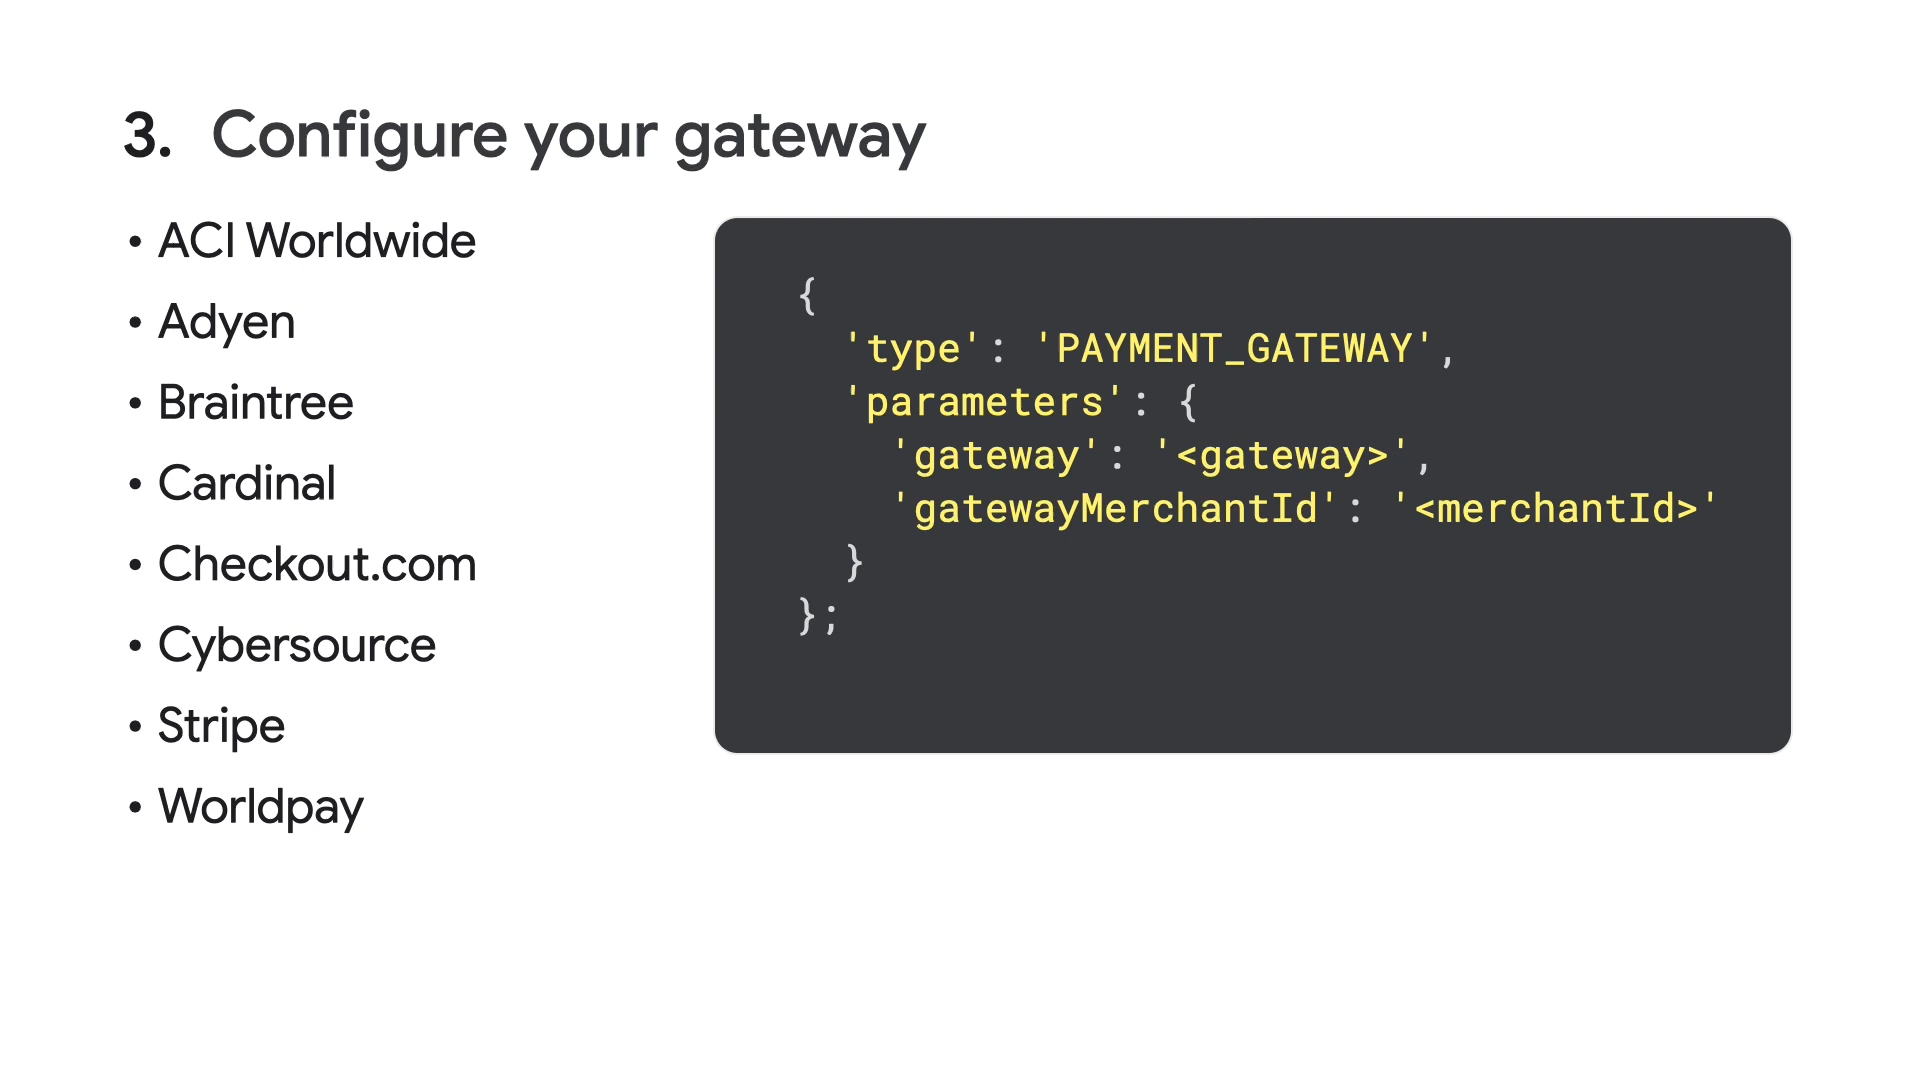 3. Configure your gateway
• ACI Worldwide
• Adyen
• Braintree
• Cardinal
• Checkout.com
• Cybersource
• Stripe
• Worldpay
{
  'type': 'PAYMENT_GATEWAY',
  'parameters': {
    'gateway': '<gateway>',
    'gatewayMerchantId': '<merchantId>'
  }
};